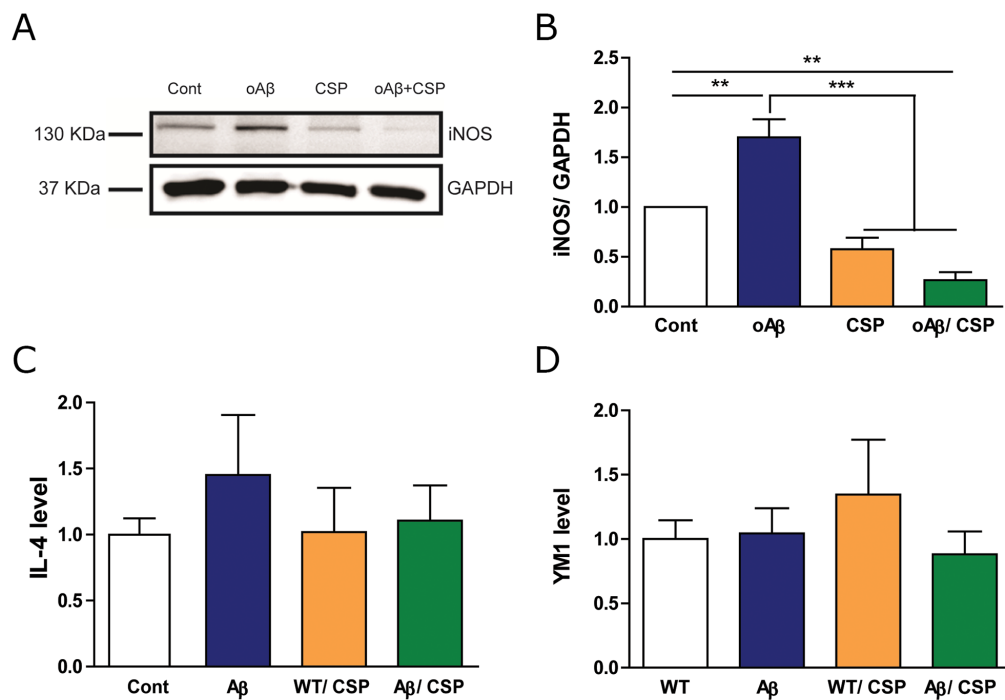 A
Cont oAβ CSP oAβ+CSP
130 KDa iNOS
37 KDa GAPDH
B
**
** ***
iNOS/ GAPDH
2.0
1.5
1.0
0.5
0.0
Cont oAβ CSP oAβ/ CSP
C
IL-4 level
2.0
1.5
1.0
0.5
0.0
Cont Aβ WT/ CSP Aβ/ CSP
D
YM1 level
2.0
1.5
1.0
0.5
0.0
WT Aβ WT/ CSP Aβ/ CSP